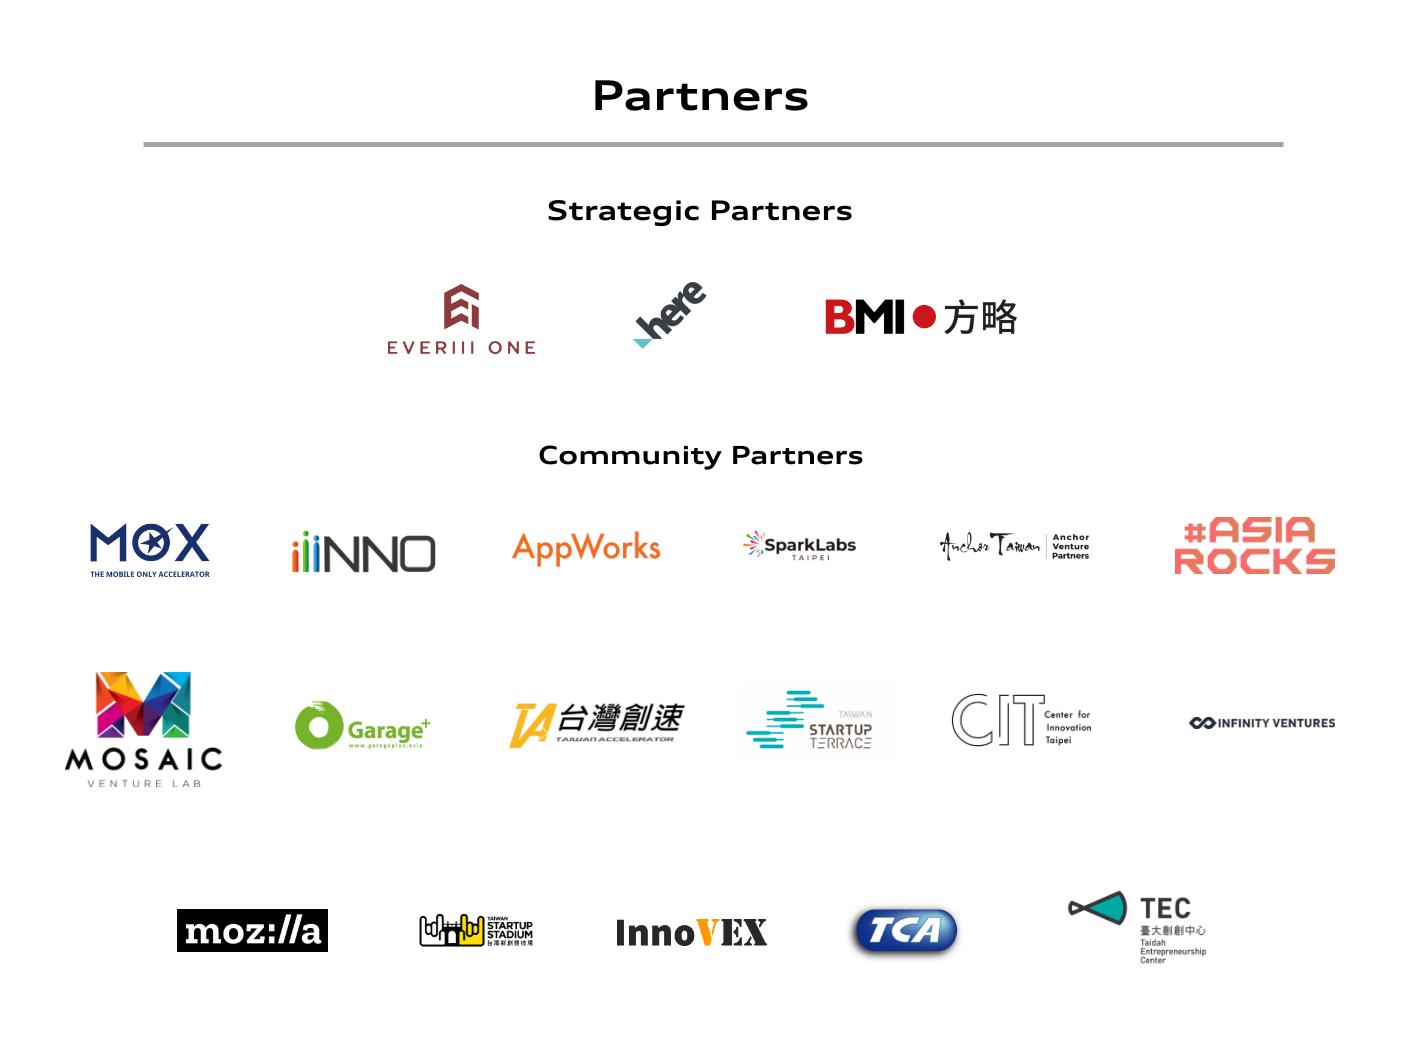 Partners
Strategic Partners
EVERIII ONE
here
BMI 方略
Community Partners
MOX
THE MOBILE ONLY ACCELERATOR
iiiNNO
AppWorks
SparkLabs
TAIPEI
Anchor Taiwan
Anchor
Venture
Partners
#ASIA
ROCKS
MOSAIC
VENTURE LAB
Garage+
www.garageplus.asia
TA台灣創速
TAIWAN ACCELERATOR
TAIWAN
STARTUP
TERRACE
CIT
Center for
Innovation
Taipei
INFINITY VENTURES
moz://a
TAIWAN
STARTUP
STADIUM
台灣新創競技場
InnoVEX
TCA
TEC
臺大創創中心
Taidah
Entrepreneurship
Center